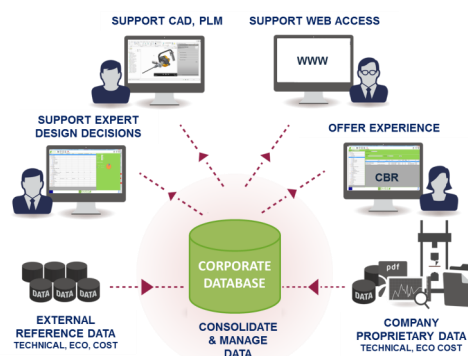 SUPPORT CAD, PLM
SUPPORT WEB ACCESS
WWW
SUPPORT EXPERT
DESIGN DECISIONS
OFFER EXPERIENCE
CBR
CORPORATE
DATABASE
pdf
DATA
DATA
DATA
DATA
EXTERNAL
REFERENCE DATA
TECHNICAL, ECO, COST
CONSOLIDATE
& MANAGE
DATA
COMPANY
PROPRIETARY DATA
TECHNICAL, ECO COST